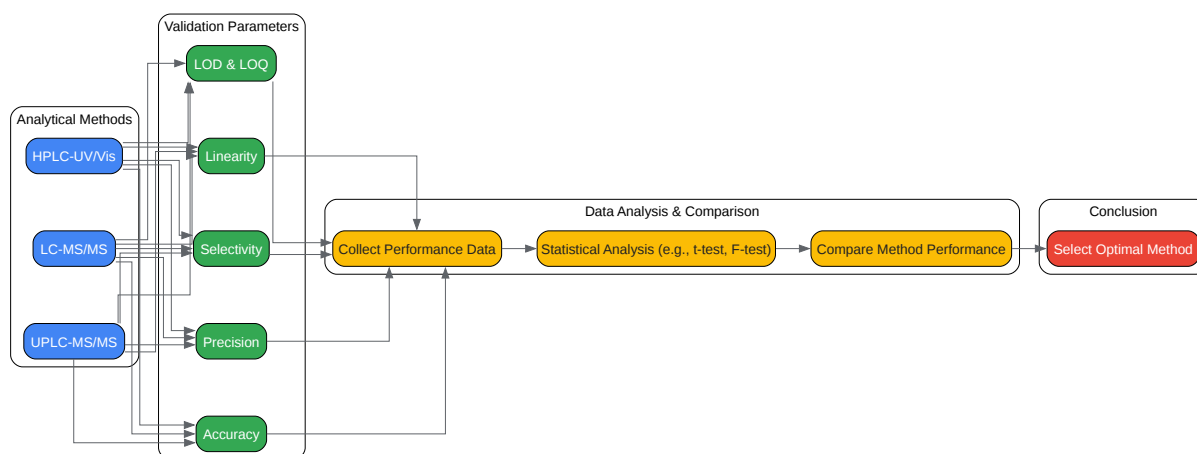 Validation Parameters
LOD & LOQ
Analytical Methods
HPLC-UV/Vis
Linearity
Data Analysis & Comparison
Conclusion
LC-MS/MS
Selectivity
Collect Performance Data
Statistical Analysis (e.g., t-test, F-test)
Compare Method Performance
Select Optimal Method
UPLC-MS/MS
Precision
Accuracy